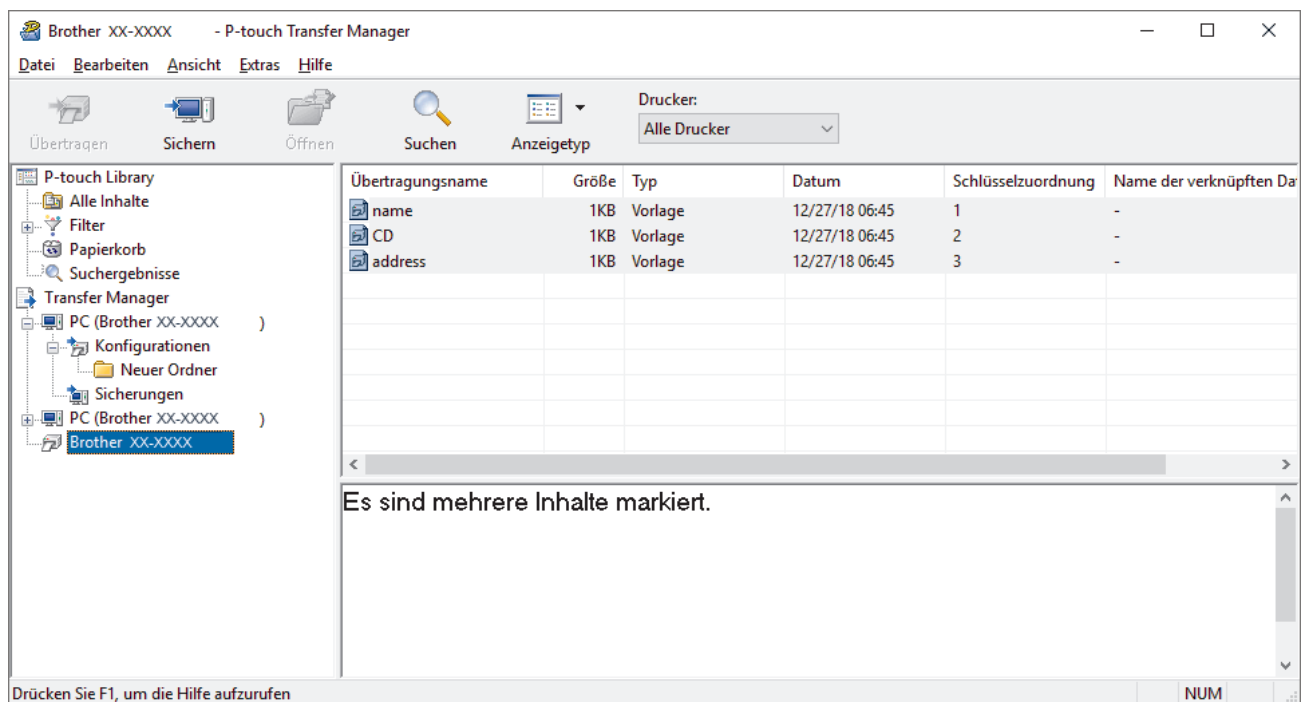 Brother XX-XXXX - P-touch Transfer Manager
Datei Bearbeiten Ansicht Extras Hilfe
Übertragen Sichern Öffnen Suchen Anzeigetyp
Drucker:
Alle Drucker
P-touch Library
Alle Inhalte
Filter
Papierkorb
Suchergebnisse
Transfer Manager
PC (Brother XX-XXXX )
Konfigurationen
Neuer Ordner
Sicherungen
PC (Brother XX-XXXX )
Brother XX-XXXX
Übertragungsname Größe Typ Datum Schlüsselzuordnung Name der verknüpften Da
name 1KB Vorlage 12/27/18 06:45 1 -
CD 1KB Vorlage 12/27/18 06:45 2 -
address 1KB Vorlage 12/27/18 06:45 3 -
Es sind mehrere Inhalte markiert.
Drücken Sie F1, um die Hilfe aufzurufen
NUM